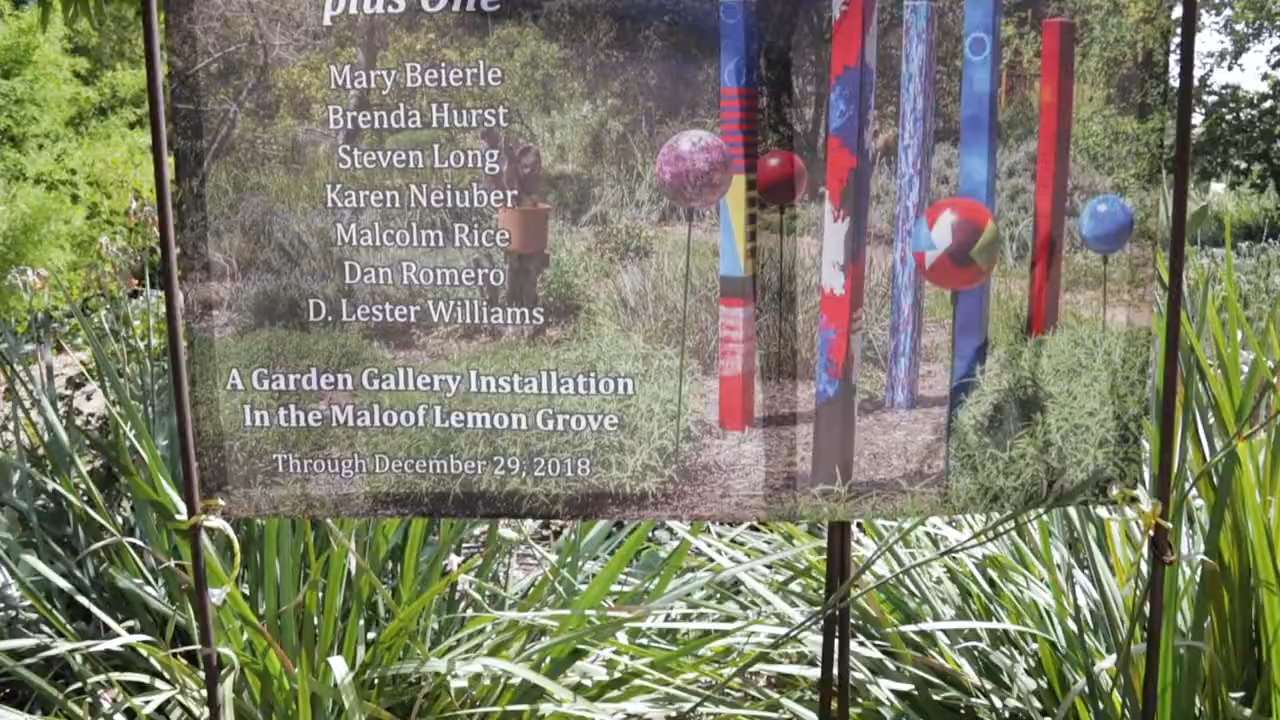 plus One
Mary Beierle
Brenda Hurst
Steven Long
Karen Neiuber
Malcolm Rice
Dan Romero
D. Lester Williams
A Garden Gallery Installation
In the Maloof Lemon Grove
Through December 29, 2018